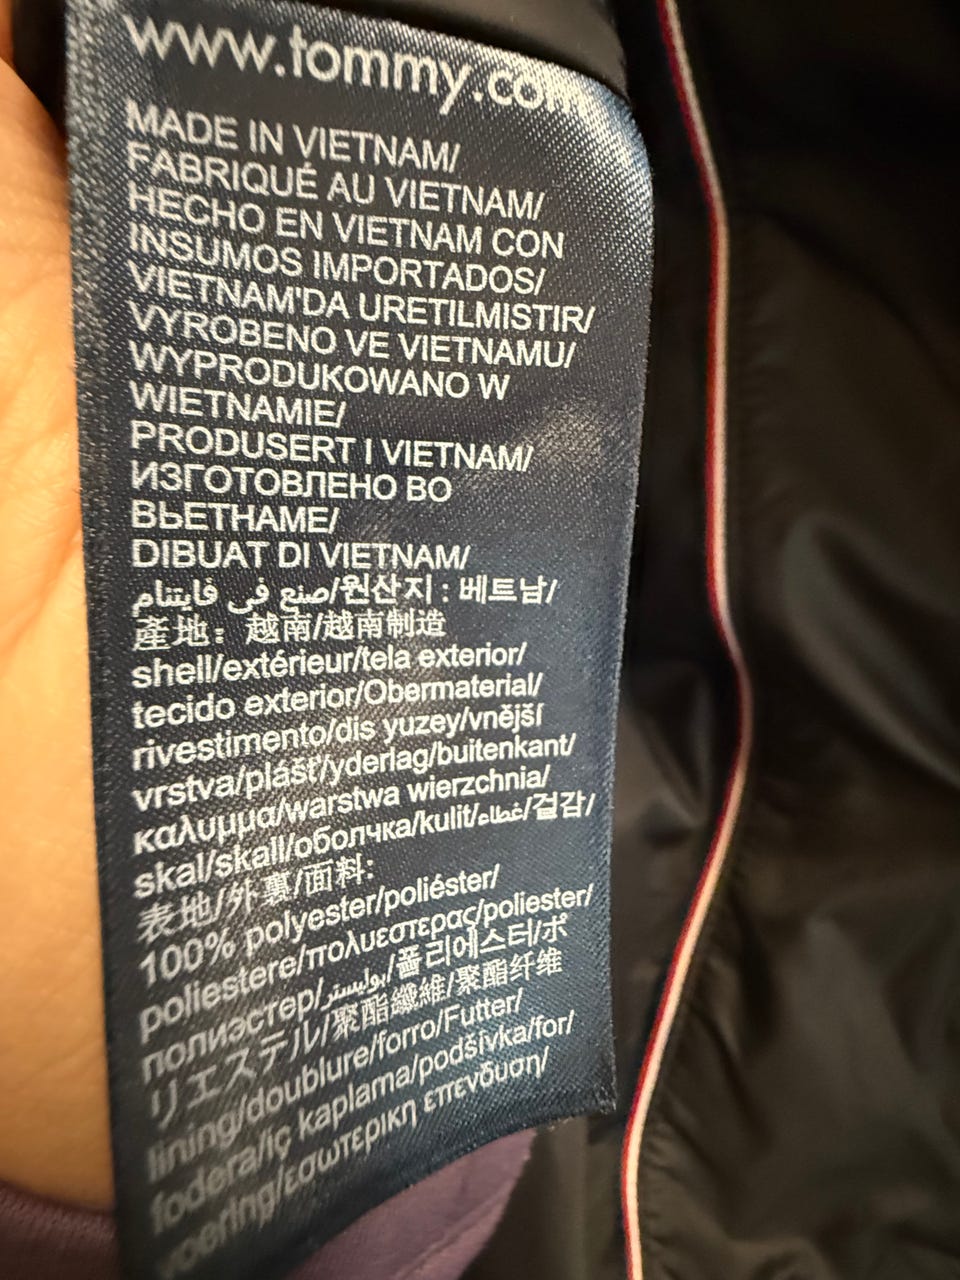 www.tommy.com
MADE IN VIETNAM/
FABRIQUÉ AU VIETNAM/
HECHO EN VIETNAM CON
INSUMOS IMPORTADOS/
VIETNAM'DA URETILMISTIR/
VYROBENO VE VIETNAMU/
WYPRODUKOWANO W
WIETNAMIE/
PRODUSERT I VIETNAM/
ИЗГОТОВЛЕНО ВО
ВЬЕТНАМЕ/
DIBUAT DI VIETNAM/
صنع في فايتنام/원산지 : 베트남/
產地：越南/越南制造
shell/extérieur/tela exterior/
tecido exterior/Obermaterial/
rivestimento/dis yuzey/vnější
vrstva/plášť/yderlag/buitenkant/
καλυμμα/warstwa wierzchnia/
skal/skall/оболчка/kulit/غطاء/겉감/
表地/外裏/面料:
100% polyester/poliéster/
poliestere/πολυεστερας/poliester/
полиэстер/بوليستر/폴리에스터/ポ
リエステル/聚酯纖維/聚酯纤维
lining/doublure/forro/Futter/
fodera/iç kaplama/podšívka/for/
voering/εσωτερικη επενδυση/